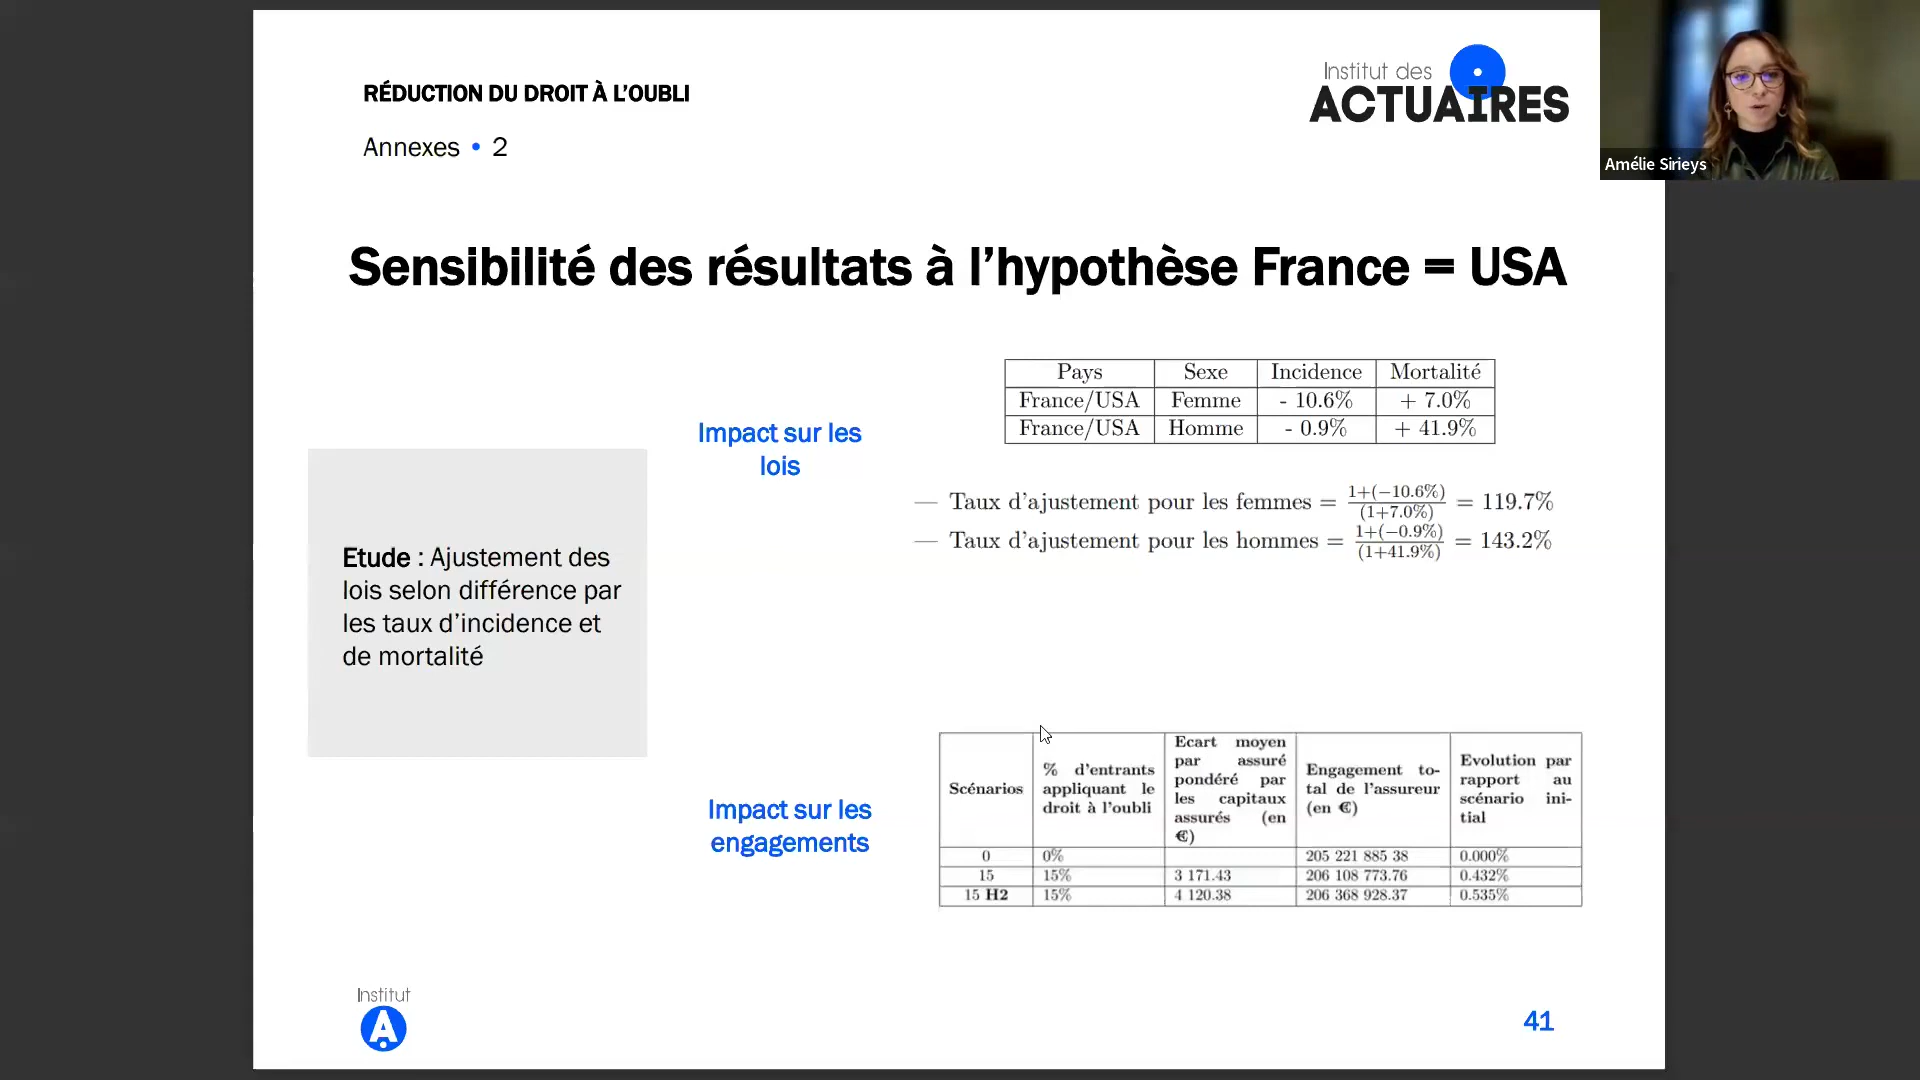 RÉDUCTION DU DROIT À L'OUBLI
Annexes • 2
Institut des
ACTUAIRES
Amélie Sirieys
Sensibilité des résultats à l'hypothèse France = USA
Impact sur les
lois
Pays Sexe Incidence Mortalité
France/USA Femme - 10.6% + 7.0%
France/USA Homme - 0.9% + 41.9%
— Taux d'ajustement pour les femmes = 1+(−10.6%) / (1+7.0%) = 119.7%
— Taux d'ajustement pour les hommes = 1+(−0.9%) / (1+41.9%) = 143.2%
Etude : Ajustement des
lois selon différence par
les taux d'incidence et
de mortalité
Impact sur les
engagements
Scénarios
% d'entrants
appliquant le
droit à l'oubli
Ecart moyen
par assuré
pondéré par
les capitaux
assurés (en
€)
Engagement to-
tal de l'assureur
(en €)
Evolution par
rapport au
scénario ini-
tial
0 0% 205 221 885 38 0.000%
15 15% 3 171.43 206 108 773.76 0.432%
15 H2 15% 4 120.38 206 368 928.37 0.535%
Institut
A
41